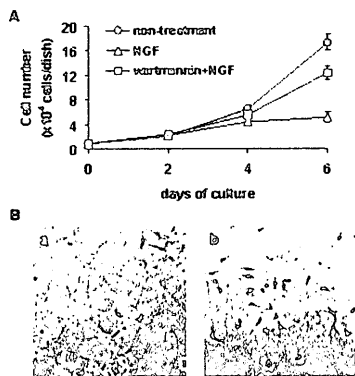 A
non-treatment
NGF
wortmannin+NGF
Cell number
(x10⁴ cells/dish)
20
16
12
8
4
0
0 2 4 6
days of culture
B
a b